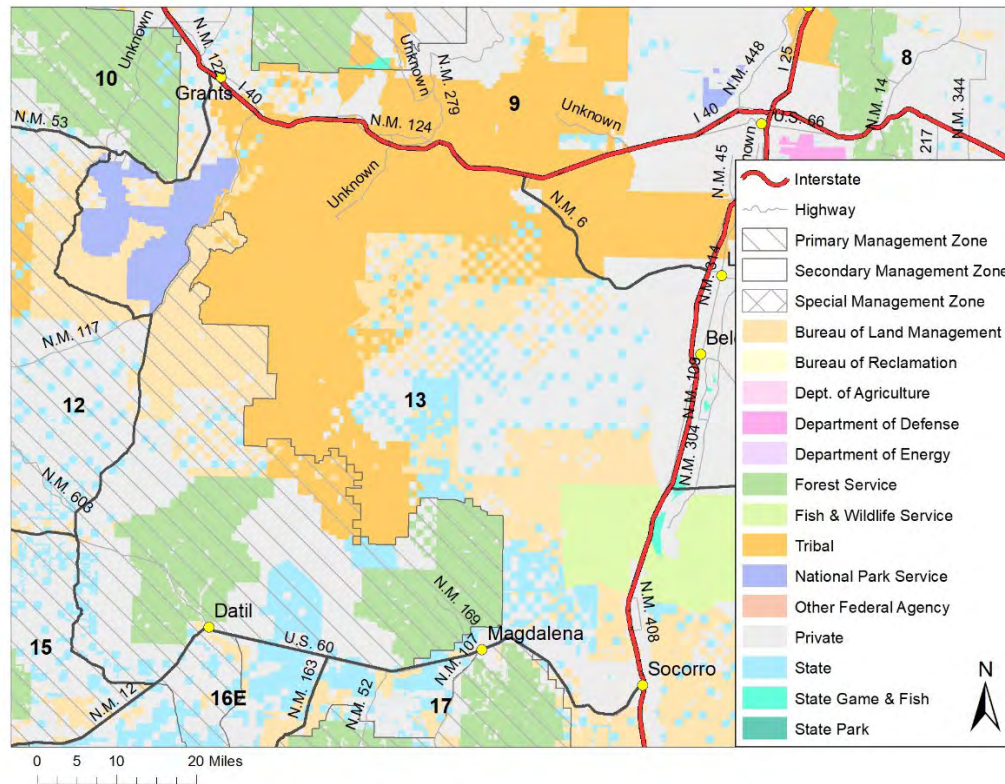 Unknown
N.M. 122
10
Grants
N.M. 53
I 40
Unknown
N.M. 279
N.M. 124
9
Unknown
Unknown
N.M. 6
I 40
N.M. 448
I 25
8
U.S. 66
N.M. 14
N.M. 344
217
N.M. 45
nown
N.M. 314
L
Bele
N.M. 109
N.M. 304
N.M. 117
12
13
N.M. 603
N.M. 169
Datil
U.S. 60
Magdalena
N.M. 107
N.M. 408
Socorro
15
N.M. 12
16E
N.M. 163
N.M. 52
17
Interstate
Highway
Primary Management Zone
Secondary Management Zone
Special Management Zone
Bureau of Land Management
Bureau of Reclamation
Dept. of Agriculture
Department of Defense
Department of Energy
Forest Service
Fish & Wildlife Service
Tribal
National Park Service
Other Federal Agency
Private
State
State Game & Fish
State Park
N
0 5 10 20 Miles